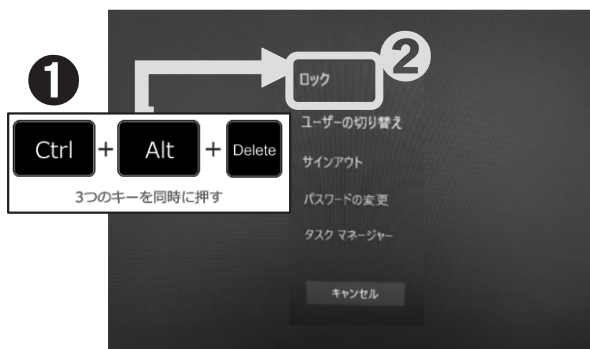 ❶
Ctrl + Alt + Delete
3つのキーを同時に押す
❷
ロック
ユーザーの切り替え
サインアウト
パスワードの変更
タスク マネージャー
キャンセル